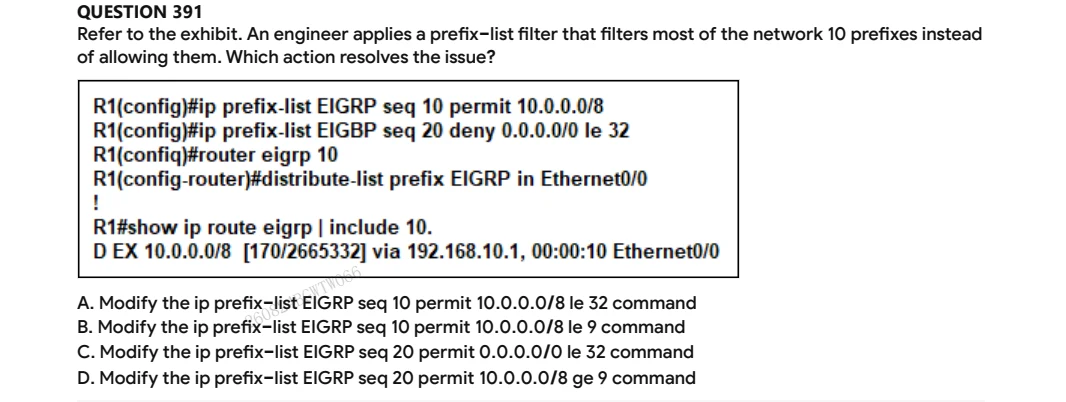 QUESTION 391
Refer to the exhibit. An engineer applies a prefix-list filter that filters most of the network 10 prefixes instead
of allowing them. Which action resolves the issue?
R1(config)#ip prefix-list EIGRP seq 10 permit 10.0.0.0/8
R1(config)#ip prefix-list EIGBP seq 20 deny 0.0.0.0/0 le 32
R1(config)#router eigrp 10
R1(config-router)#distribute-list prefix EIGRP in Ethernet0/0
!
R1#show ip route eigrp | include 10.
D EX 10.0.0.0/8 [170/2665332] via 192.168.10.1, 00:00:10 Ethernet0/0
A. Modify the ip prefix-list EIGRP seq 10 permit 10.0.0.0/8 le 32 command
B. Modify the ip prefix-list EIGRP seq 10 permit 10.0.0.0/8 le 9 command
C. Modify the ip prefix-list EIGRP seq 20 permit 0.0.0.0/0 le 32 command
D. Modify the ip prefix-list EIGRP seq 20 permit 10.0.0.0/8 ge 9 command